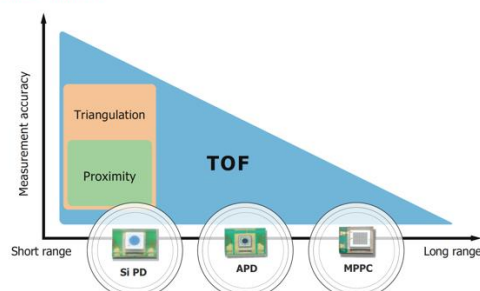 Measurement accuracy
Triangulation
Proximity
TOF
Short range
Si PD
APD
MPPC
Long range